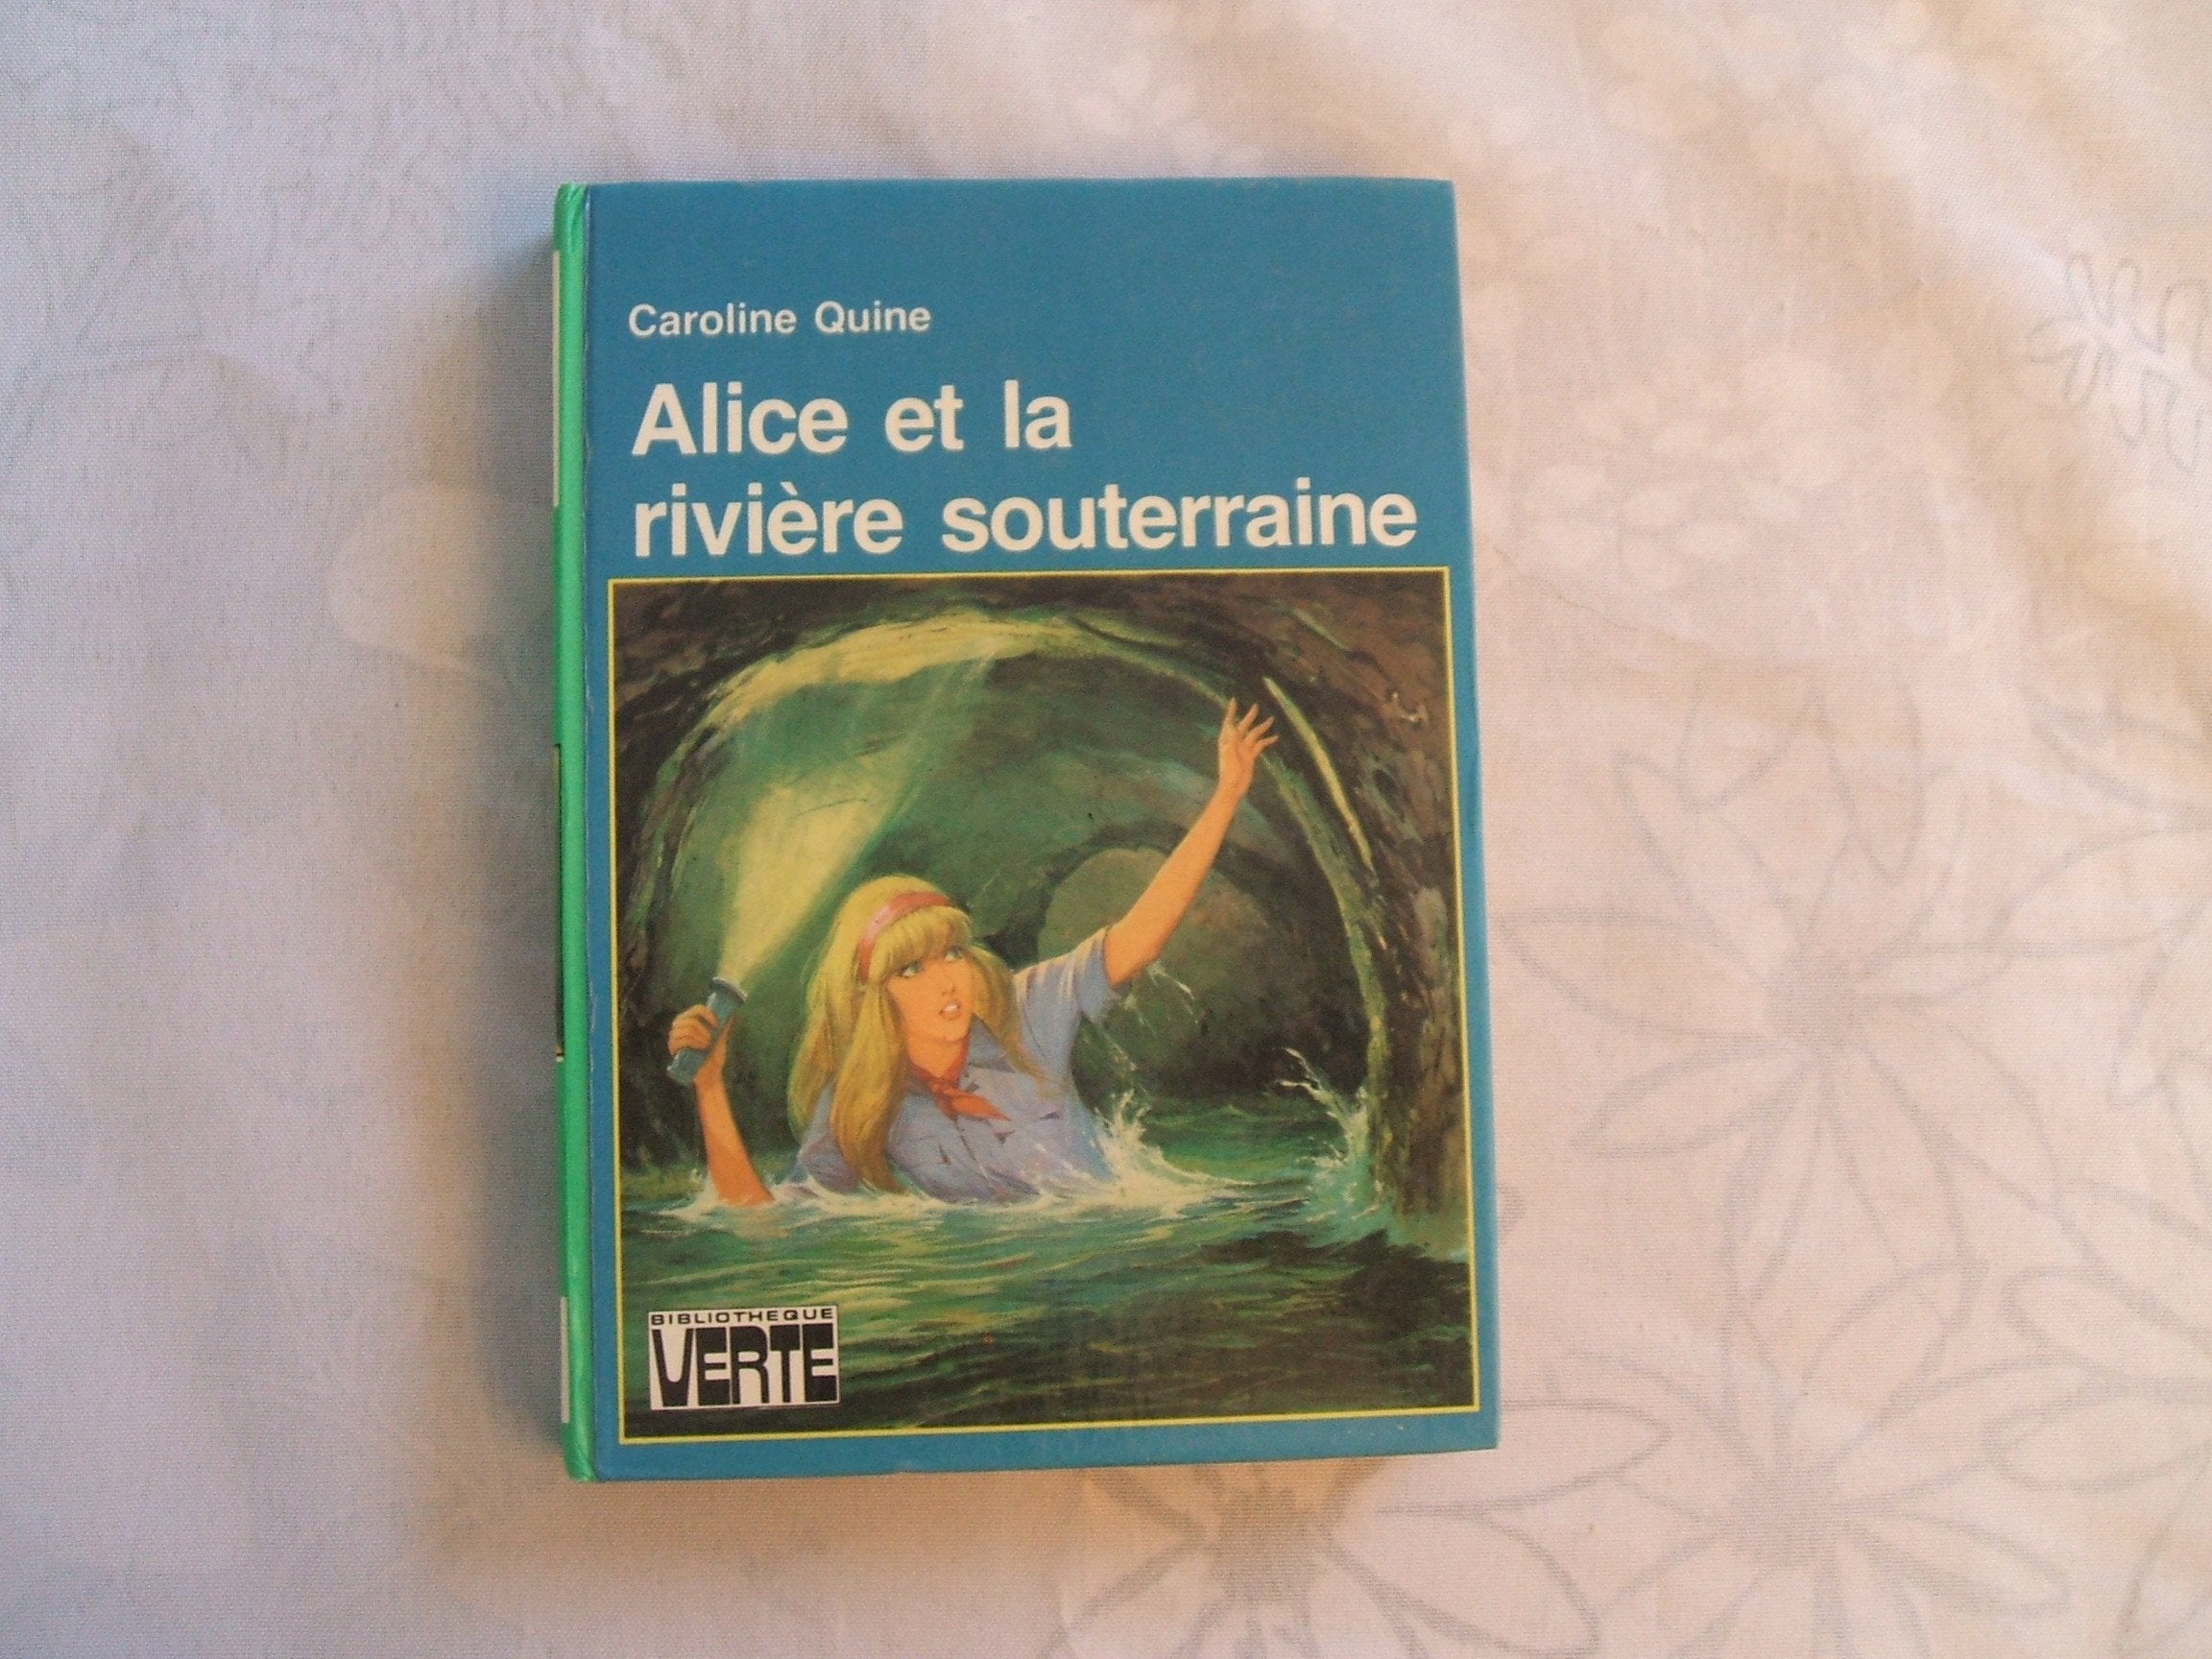 Caroline Quine
Alice et la
rivière souterraine
BIBLIOTHEQUE
VERTE